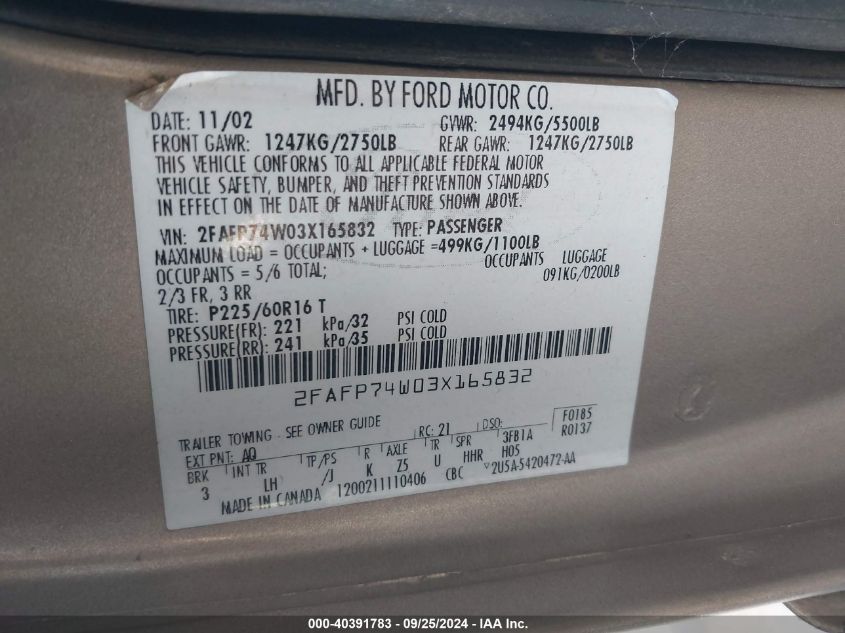 MFD. BY FORD MOTOR CO.
DATE: 11/02 GVWR: 2494KG/5500LB
FRONT GAWR: 1247KG/2750LB REAR GAWR: 1247KG/2750LB
THIS VEHICLE CONFORMS TO ALL APPLICABLE FEDERAL MOTOR
VEHICLE SAFETY, BUMPER, AND THEFT PREVENTION STANDARDS
IN EFFECT ON THE DATE OF MANUFACTURE SHOWN ABOVE.
VIN: 2FAFP74W03X165832 TYPE: PASSENGER
MAXIMUM LOAD = OCCUPANTS + LUGGAGE =499KG/1100LB
OCCUPANTS = 5/6 TOTAL; OCCUPANTS LUGGAGE
2/3 FR, 3 RR 091KG/0200LB
TIRE: P225/60R16 T
PRESSURE(FR): 221 kPa/32 PSI COLD
PRESSURE(RR): 241 kPa/35 PSI COLD
2FAFP74W03X165832
TRAILER TOWING - SEE OWNER GUIDE RC: 21 DSO: F0185
EXT PNT: AQ 3FB1A R0137
BRK INT TR TP/PS R AXLE TR SPR H05
3 LH /J K Z5 U HHR
MADE IN CANADA 1200211110406 CBC 2U5A-5420472-AA
000-40391783 - 09/25/2024 - IAA Inc.